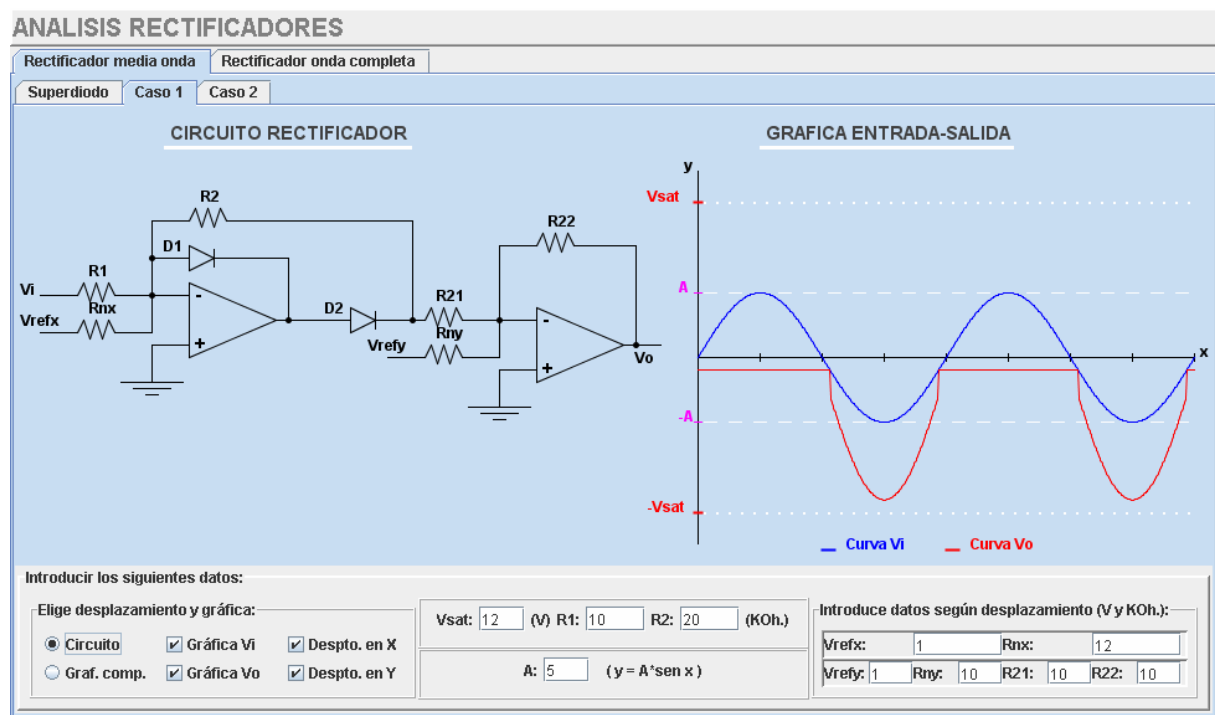 ANALISIS RECTIFICADORES
Rectificador media onda Rectificador onda completa
Superdiodo Caso 1 Caso 2
CIRCUITO RECTIFICADOR
R2
D1
R1
Vi
Rnx
Vrefx
-
+
D2
R21
Rny
Vrefy
R22
-
+
Vo
GRAFICA ENTRADA-SALIDA
y
Vsat
A
x
-A
-Vsat
Curva Vi Curva Vo
Introducir los siguientes datos:
Elige desplazamiento y gráfica:
Circuito Gráfica Vi Despto. en X
Graf. comp. Gráfica Vo Despto. en Y
Vsat: 12 (V) R1: 10 R2: 20 (KOh.)
A: 5 ( y = A*sen x )
Introduce datos según desplazamiento (V y KOh.):
Vrefx: 1 Rnx: 12
Vrefy: 1 Rny: 10 R21: 10 R22: 10